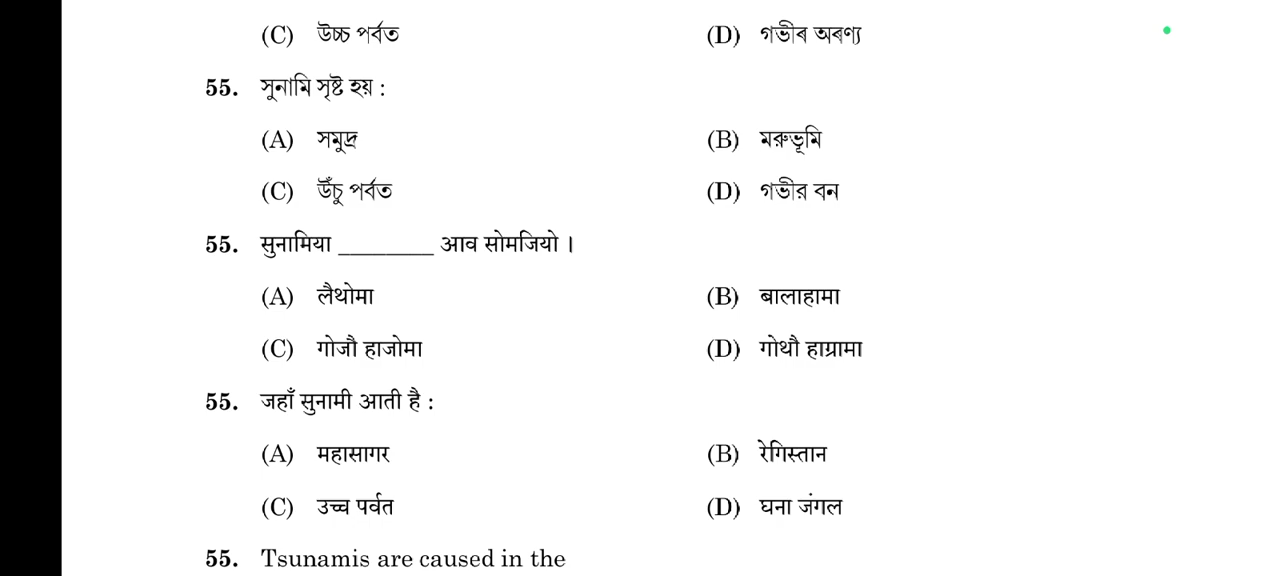 (C) উচ্চ পৰ্বত (D) গভীৰ অৰণ্য
55. সুনামি সৃষ্ট হয় :
(A) সমুদ্র (B) মরুভূমি
(C) উঁচু পর্বত (D) গভীর বন
55. सुनामिया ________ आव सोमजियो ।
(A) लैथोमा (B) बालाहामा
(C) गोजौ हाजोमा (D) गोथौ हाग्रामा
55. जहाँ सुनामी आती है :
(A) महासागर (B) रेगिस्तान
(C) उच्च पर्वत (D) घना जंगल
55. Tsunamis are caused in the